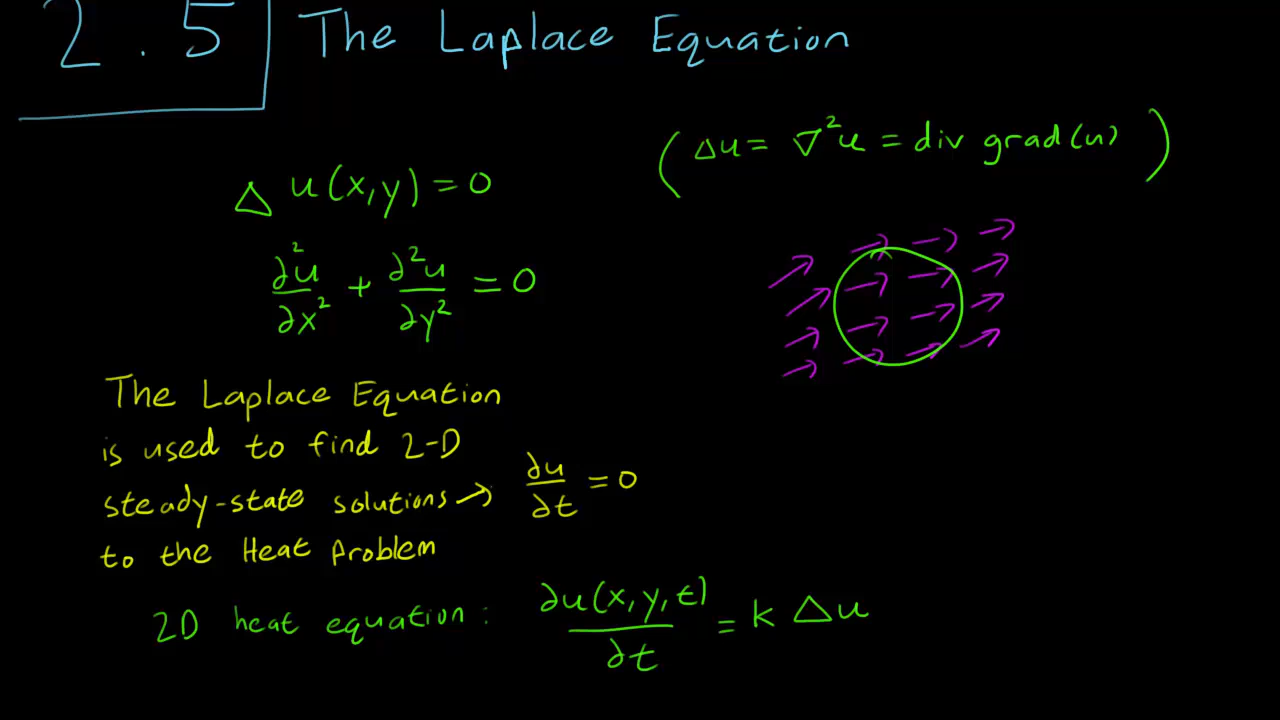 2.5 The Laplace Equation
(Δu = ∇²u = div grad(u))
Δ u(x,y) = 0
∂²u/∂x² + ∂²u/∂y² = 0
The Laplace Equation
is used to find 2-D
steady-state solutions → ∂u/∂t = 0
to the Heat Problem
2D heat equation: ∂u(x,y,t)/∂t = k Δu